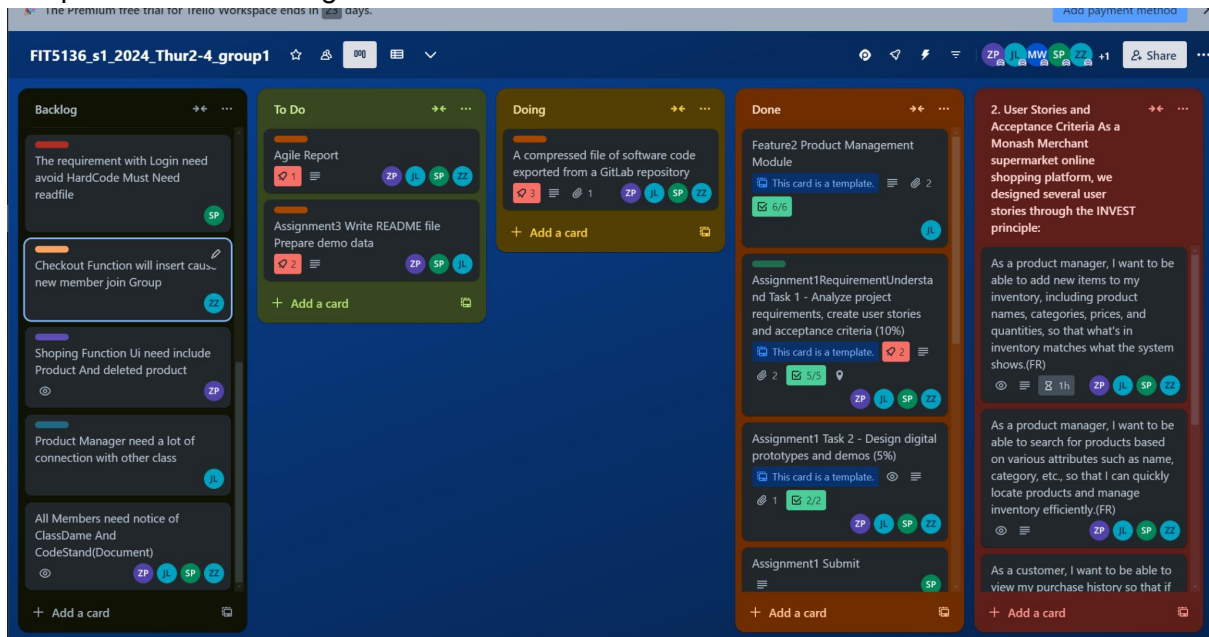 The Premium free trial for Trello Workspace ends in 23 days.
Add payment method
FIT5136_s1_2024_Thur2-4_group1
ZP JL MW SP ZZ +1
Share
Backlog
The requirement with Login need
avoid HardCode Must Need
readfile
SP
Checkout Function will insert cause
new member join Group
ZZ
Shoping Function Ui need include
Product And deleted product
ZP
Product Manager need a lot of
connection with other class
JL
All Members need notice of
ClassDame And
CodeStand(Document)
ZP JL SP ZZ
+ Add a card
To Do
Agile Report
1
ZP JL SP ZZ
Assignment3 Write README file
Prepare demo data
2
ZP SP JL
+ Add a card
Doing
A compressed file of software code
exported from a GitLab repository
3 1 ZP JL SP ZZ
+ Add a card
Done
Feature2 Product Management
Module
This card is a template. 2
6/6
JL
Assignment1RequirementUndersta
nd Task 1 - Analyze project
requirements, create user stories
and acceptance criteria (10%)
This card is a template. 2
2 5/5
ZP JL SP ZZ
Assignment1 Task 2 - Design digital
prototypes and demos (5%)
This card is a template.
1 2/2
ZP JL SP ZZ
Assignment1 Submit
SP
+ Add a card
2. User Stories and
Acceptance Criteria As a
Monash Merchant
supermarket online
shopping platform, we
designed several user
stories through the INVEST
principle:
As a product manager, I want to be
able to add new items to my
inventory, including product
names, categories, prices, and
quantities, so that what's in
inventory matches what the system
shows.(FR)
1h ZP JL SP ZZ
As a product manager, I want to be
able to search for products based
on various attributes such as name,
category, etc., so that I can quickly
locate products and manage
inventory efficiently.(FR)
ZP JL SP ZZ
As a customer, I want to be able to
view my purchase history so that if
+ Add a card